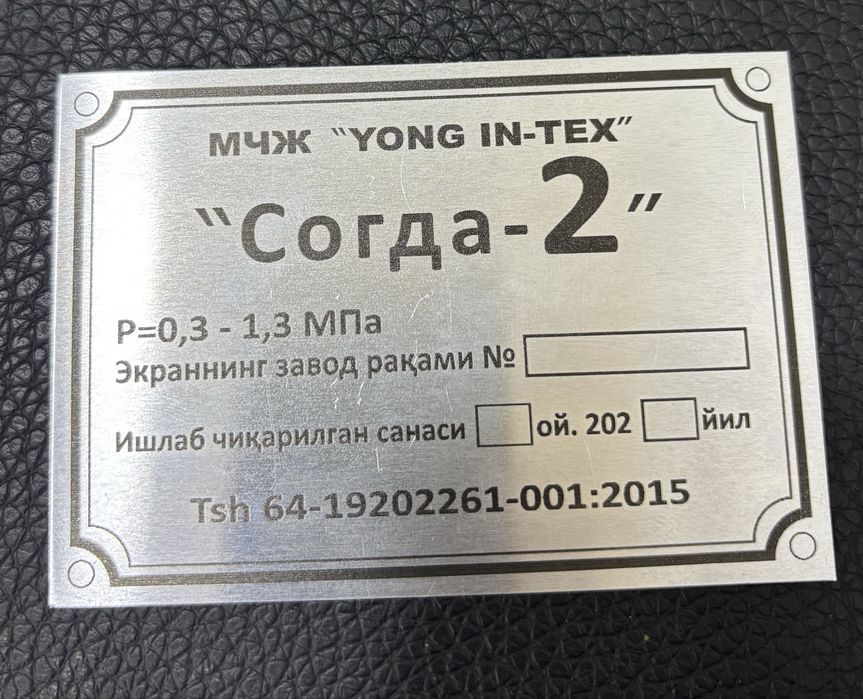 МЧЖ "YONG IN-TEX"
"Согда-2"
Р=0,3 - 1,3 МПа
Экраннинг завод рақами №
Ишлаб чиқарилган санаси ой. 202 йил
Tsh 64-19202261-001:2015